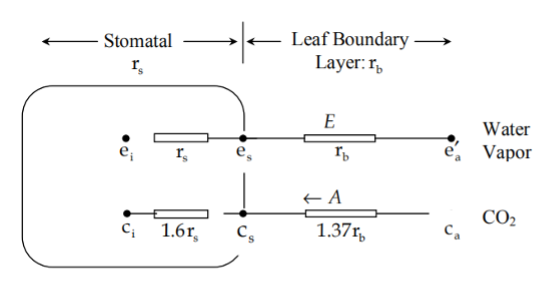 Stomatal
r_s
Leaf Boundary
Layer: r_b
E
Water
Vapor
e_i
r_s
e_s
r_b
e'_a
← A
CO₂
c_i
1.6r_s
c_s
1.37r_b
c_a